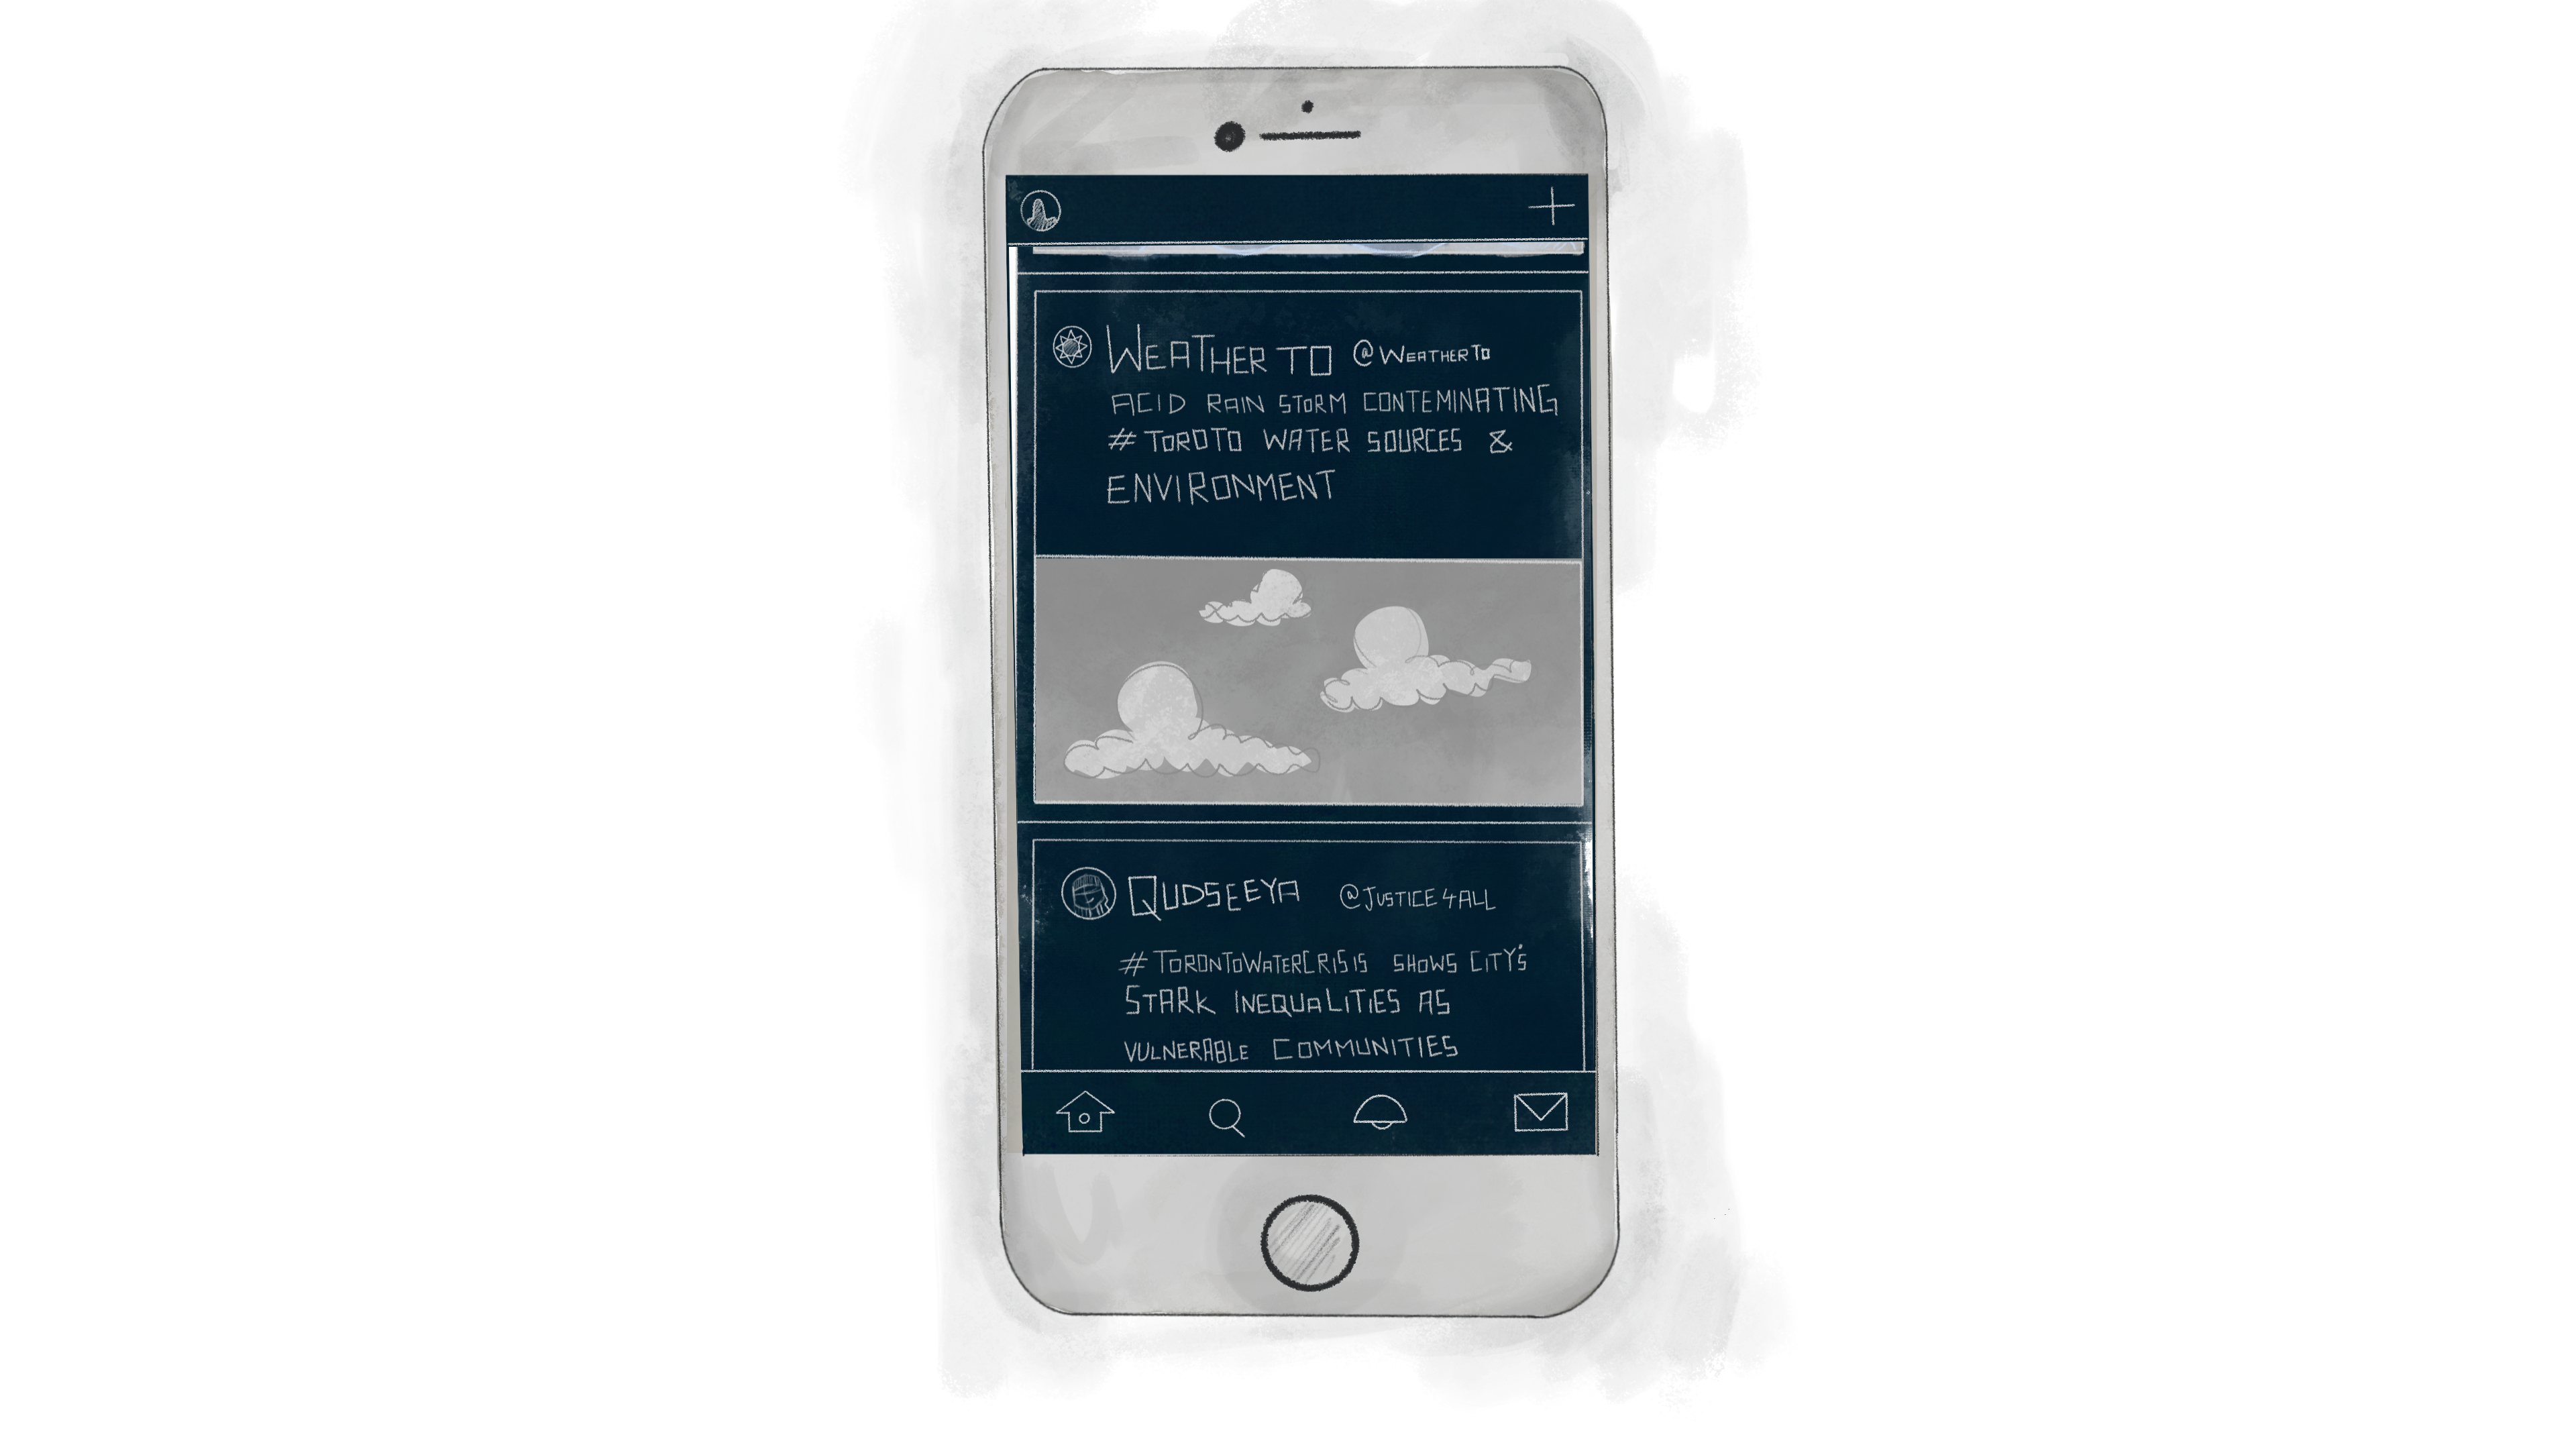 WEATHER TO @WEATHERTO
ACID RAIN STORM CONTEMINATING
#TOROTO WATER SOURCES &
ENVIRONMENT
QUDSEEYA @JUSTICE4ALL
#TORONTOWATERCRISIS SHOWS CITY'S
STARK INEQUALITIES AS
VULNERABLE COMMUNITIES